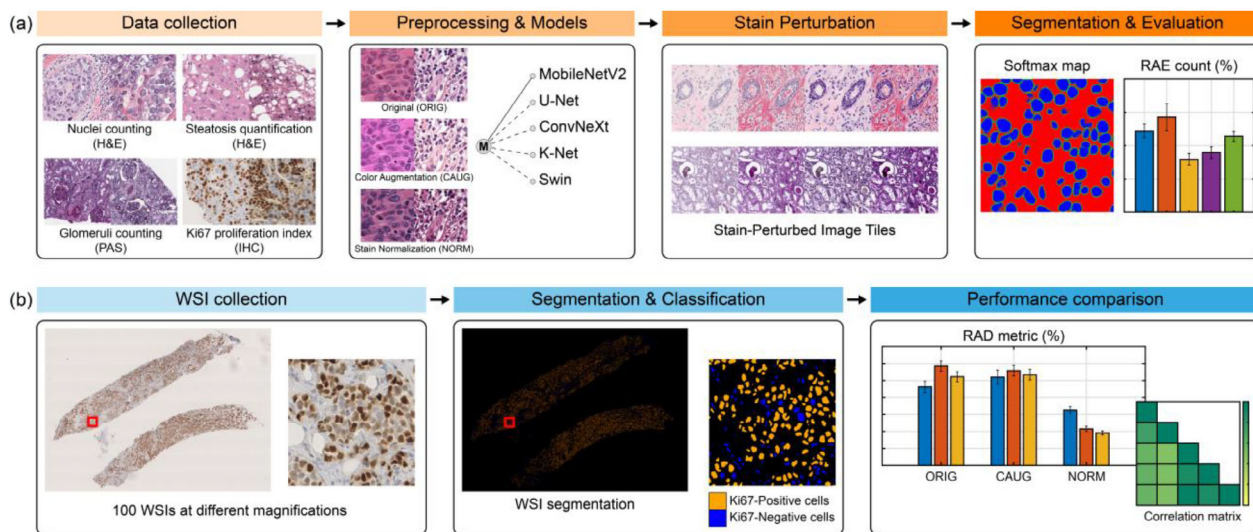 (a)
Data collection
Preprocessing & Models
Stain Perturbation
Segmentation & Evaluation
Nuclei counting
(H&E)
Steatosis quantification
(H&E)
Glomeruli counting
(PAS)
Ki67 proliferation index
(IHC)
Original (ORIG)
Color Augmentation (CAUG)
Stain Normalization (NORM)
M
MobileNetV2
U-Net
ConvNeXt
K-Net
Swin
Stain-Perturbed Image Tiles
Softmax map
RAE count (%)
(b)
WSI collection
Segmentation & Classification
Performance comparison
100 WSIs at different magnifications
WSI segmentation
Ki67-Positive cells
Ki67-Negative cells
RAD metric (%)
ORIG
CAUG
NORM
Correlation matrix